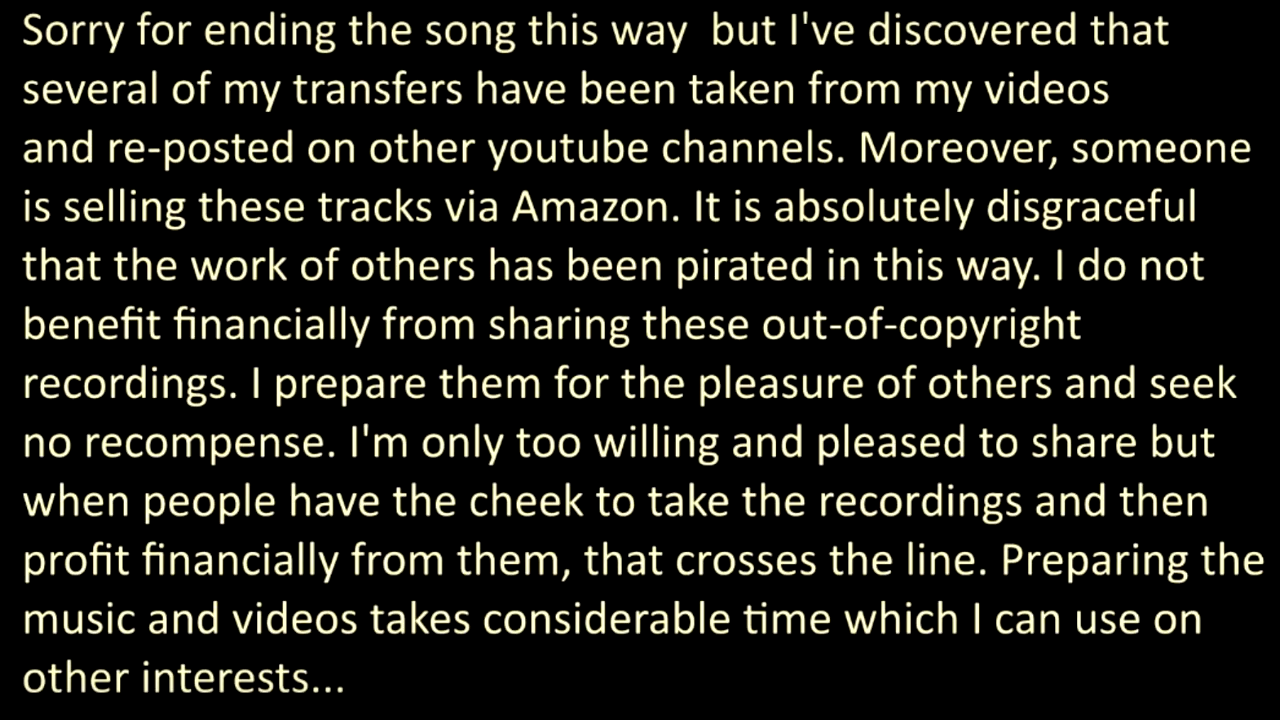 Sorry for ending the song this way  but I've discovered that
several of my transfers have been taken from my videos
and re-posted on other youtube channels. Moreover, someone
is selling these tracks via Amazon. It is absolutely disgraceful
that the work of others has been pirated in this way. I do not
benefit financially from sharing these out-of-copyright
recordings. I prepare them for the pleasure of others and seek
no recompense. I'm only too willing and pleased to share but
when people have the cheek to take the recordings and then
profit financially from them, that crosses the line. Preparing the
music and videos takes considerable time which I can use on
other interests...